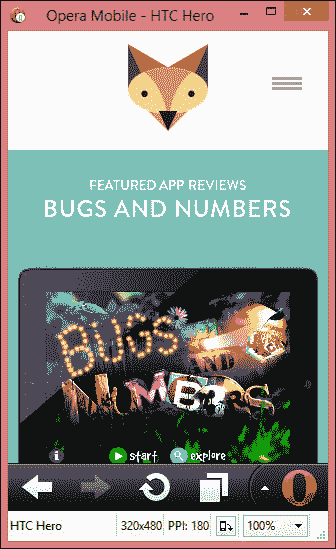 Opera Mobile - HTC Hero
FEATURED APP REVIEWS
BUGS AND NUMBERS
BUGS
AND
NUMBERS
i
start
explore
HTC Hero
320x480
PPI: 180
100%